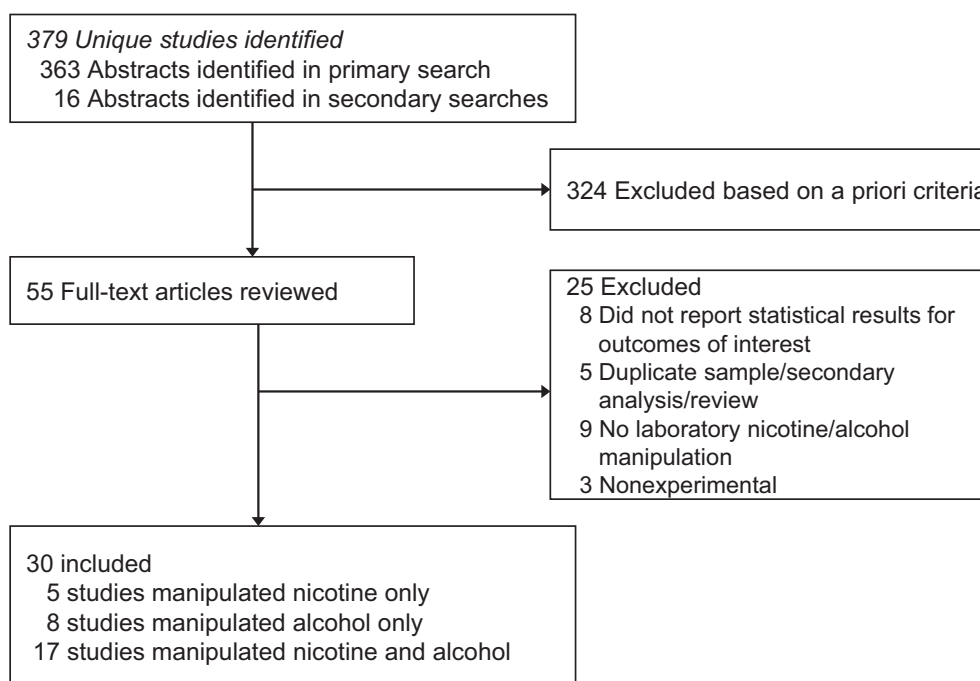 379 Unique studies identified
363 Abstracts identified in primary search
16 Abstracts identified in secondary searches
324 Excluded based on a priori criteria
55 Full-text articles reviewed
25 Excluded
8 Did not report statistical results for
outcomes of interest
5 Duplicate sample/secondary
analysis/review
9 No laboratory nicotine/alcohol
manipulation
3 Nonexperimental
30 included
5 studies manipulated nicotine only
8 studies manipulated alcohol only
17 studies manipulated nicotine and alcohol